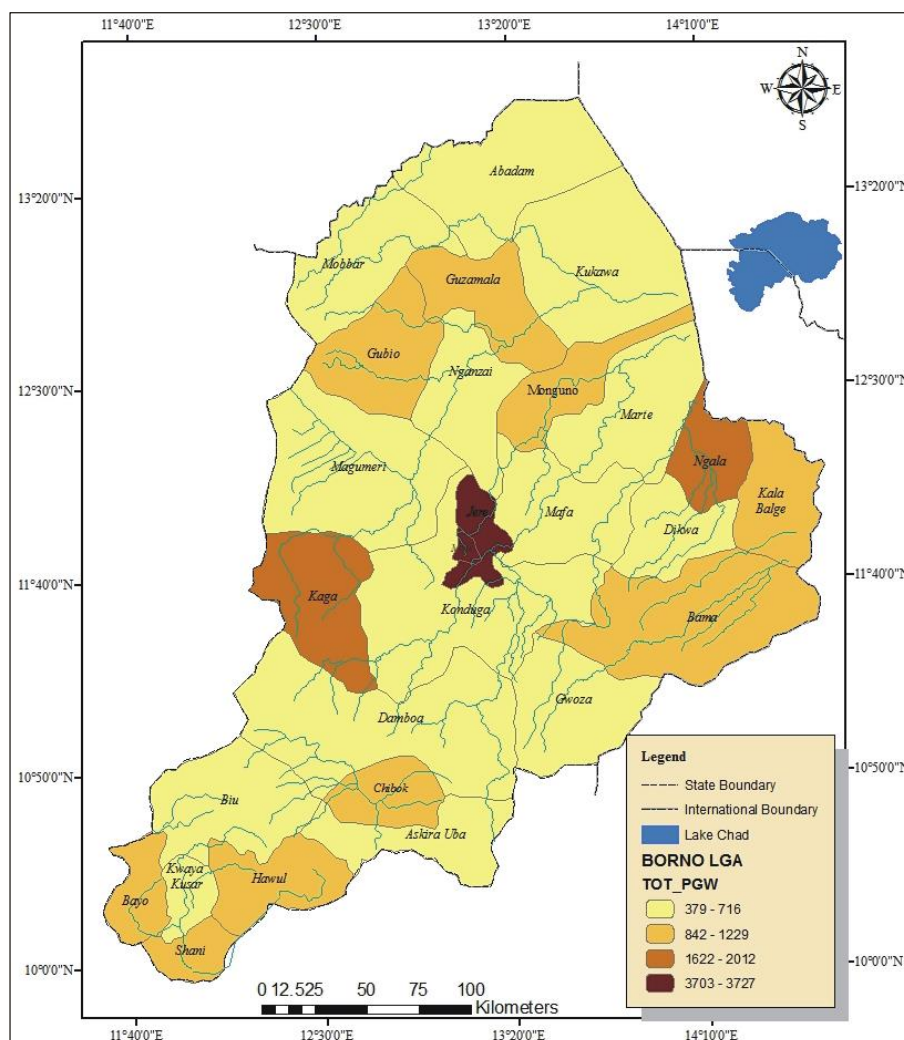 11°40'0"E 12°30'0"E 13°20'0"E 14°10'0"E
N
W E
S
13°20'0"N
13°20'0"N
Abadam
Mobbar
Guzamala
Kukawa
Gubio
Nganzai
12°30'0"N
12°30'0"N
Monguno
Marte
Magumeri
Ngala
Kala
Balge
Jere
Mafa
Dikwa
11°40'0"N
11°40'0"N
Kaga
Konduga
Bama
Gwoza
Damboa
10°50'0"N
10°50'0"N
Chibok
Biu
Askira Uba
Kwaya
Kusar
Hawul
Bayo
Shani
10°0'0"N
10°0'0"N
Legend
State Boundary
International Boundary
Lake Chad
BORNO LGA
TOT_PGW
379 - 716
842 - 1229
1622 - 2012
3703 - 3727
0 12.525 50 75 100
Kilometers
11°40'0"E 12°30'0"E 13°20'0"E 14°10'0"E